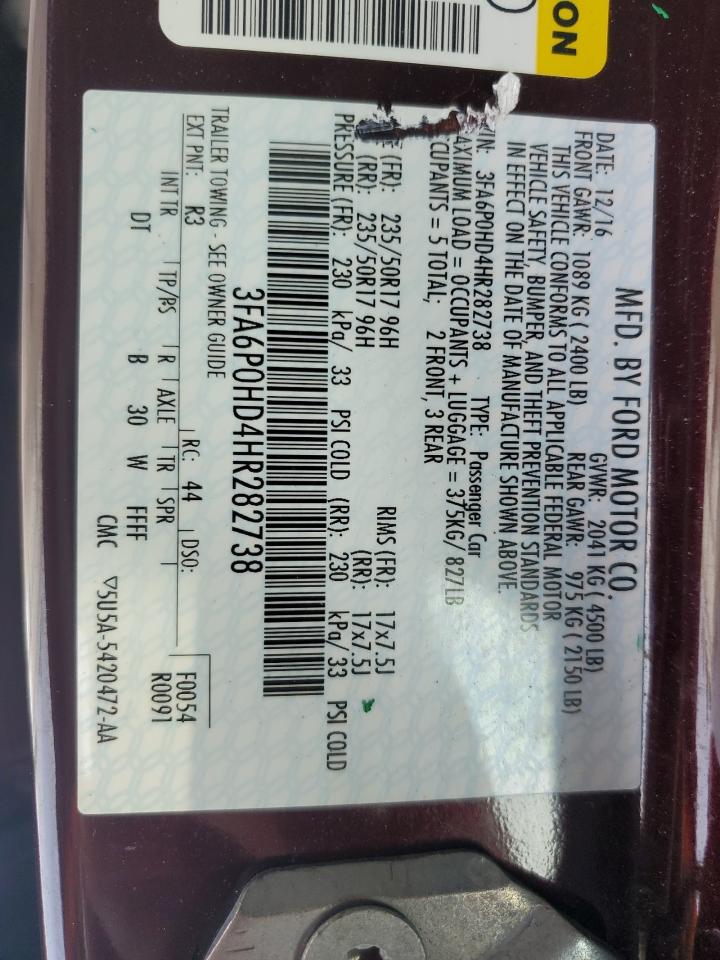 ON
MFD. BY FORD MOTOR CO.
DATE: 12/16 GVWR: 2041 KG ( 4500 LB)
FRONT GAWR: 1089 KG ( 2400 LB) REAR GAWR: 975 KG ( 2150 LB)
THIS VEHICLE CONFORMS TO ALL APPLICABLE FEDERAL MOTOR
VEHICLE SAFETY, BUMPER, AND THEFT PREVENTION STANDARDS
IN EFFECT ON THE DATE OF MANUFACTURE SHOWN ABOVE.
IN: 3FA6P0HD4HR282738 TYPE: Passenger Car
AXIMUM LOAD = OCCUPANTS + LUGGAGE = 375KG/ 827LB
CUPANTS = 5 TOTAL; 2 FRONT, 3 REAR
RIMS (FR): 17x7.5J
(FR): 235/50R17 96H (RR): 17x7.5J
(RR): 235/50R17 96H
PRESSURE (FR): 230 kPa/ 33 PSI COLD (RR): 230 kPa/ 33 PSI COLD
3FA6P0HD4HR282738
TRAILER TOWING - SEE OWNER GUIDE
EXT PNT: R3 RC: 44 DSO: F0054
INT TR TP/PS R AXLE TR SPR R0091
DT B 30 W FFFF
CMC ▽5U5A-5420472-AA